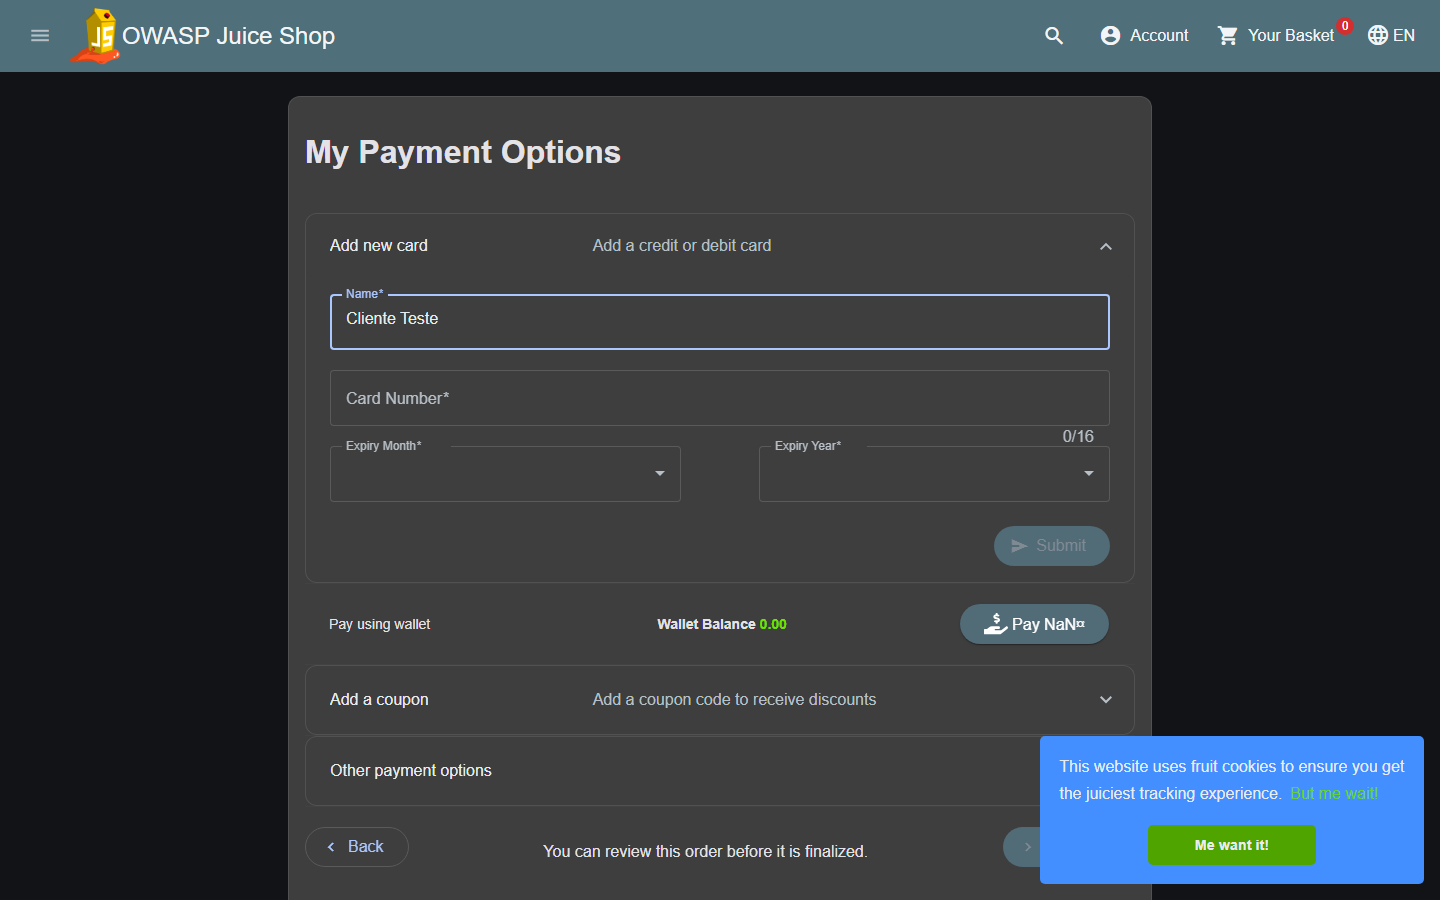 JS
OWASP Juice Shop
Account
Your Basket
0
EN
My Payment Options
Add new card
Add a credit or debit card
Name*
Cliente Teste
Card Number*
0/16
Expiry Month*
Expiry Year*
Submit
Pay using wallet
Wallet Balance 0.00
Pay NaN¤
Add a coupon
Add a coupon code to receive discounts
Other payment options
Back
You can review this order before it is finalized.
This website uses fruit cookies to ensure you get
the juiciest tracking experience. But me wait!
Me want it!